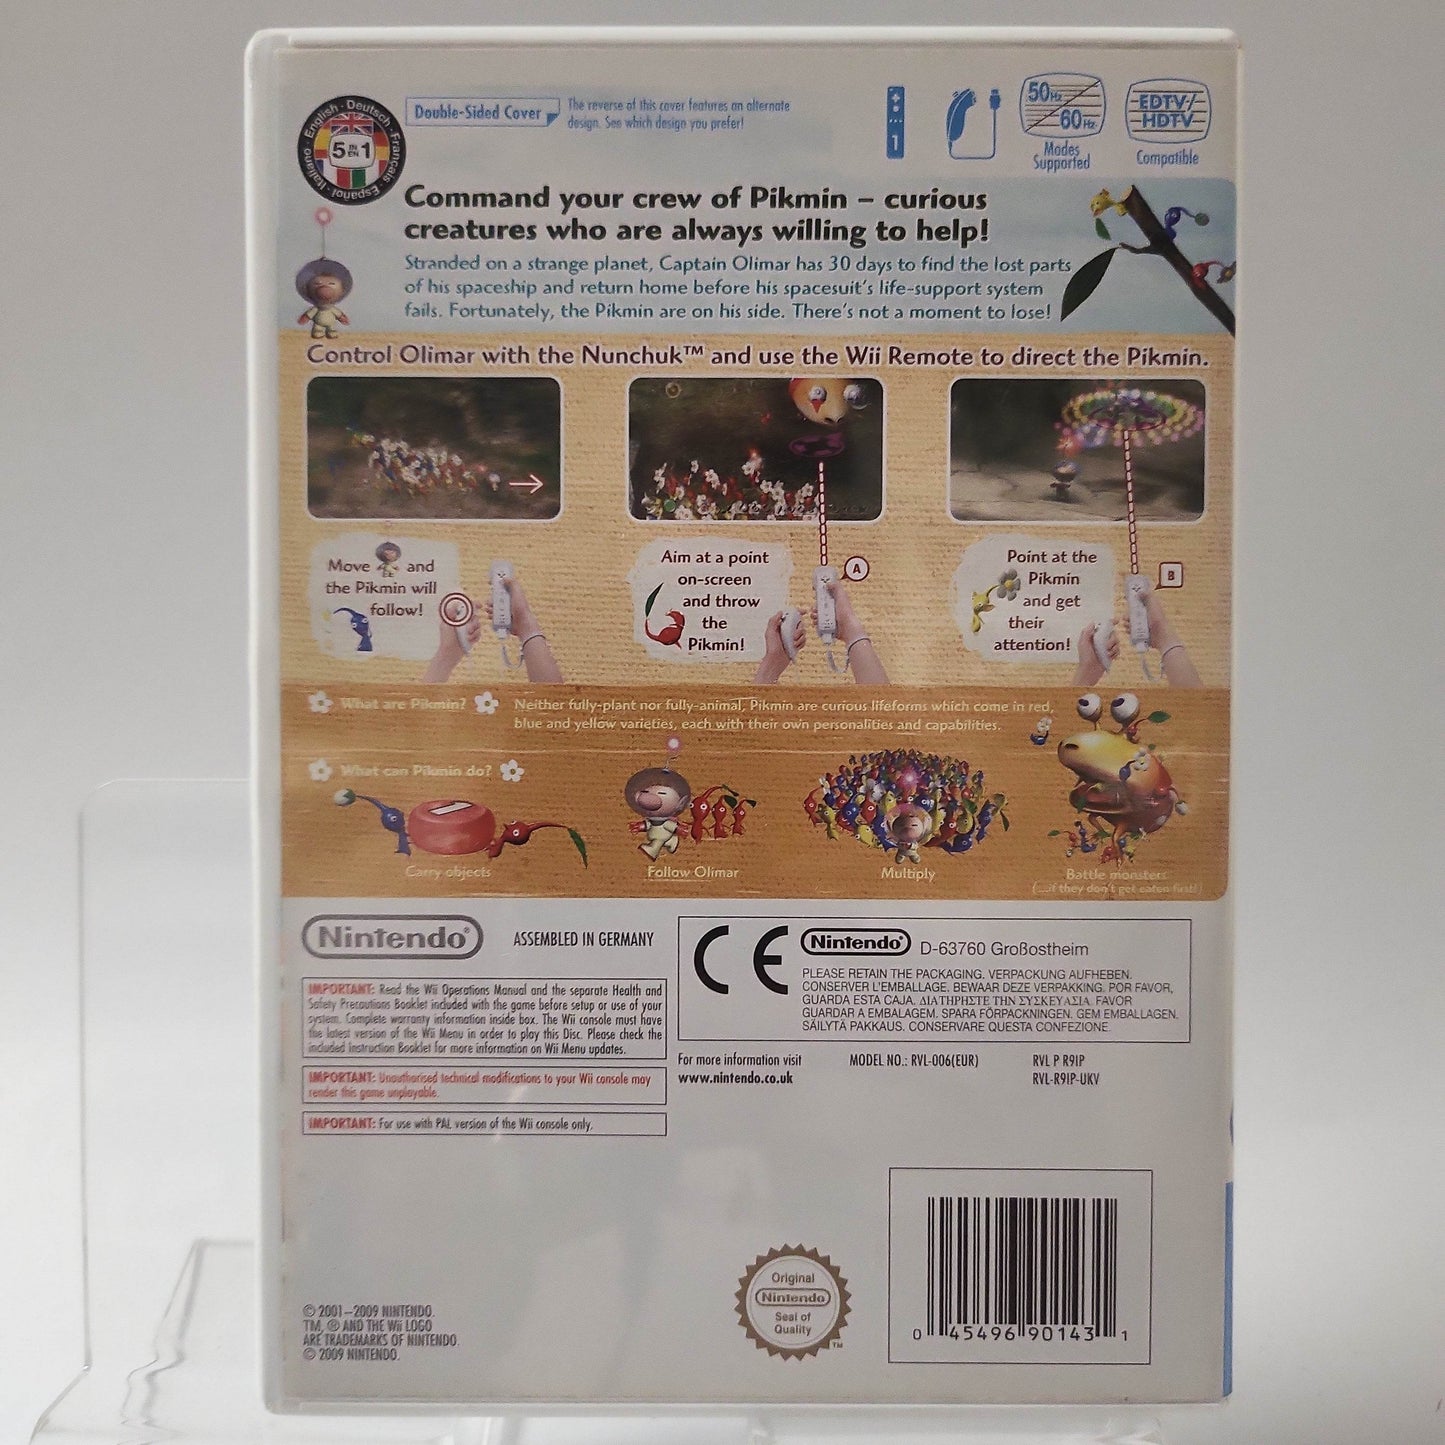 English · Deutsch · Français · Español · Italiano ·
5 IN EN 1
Double-Sided Cover
The reverse of this cover features an alternate
design. See which design you prefer!
1
50Hz
60Hz
Modes
Supported
EDTV/
HDTV
Compatible
Command your crew of Pikmin – curious
creatures who are always willing to help!
Stranded on a strange planet, Captain Olimar has 30 days to find the lost parts
of his spaceship and return home before his spacesuit's life-support system
fails. Fortunately, the Pikmin are on his side. There's not a moment to lose!
Control Olimar with the Nunchuk™ and use the Wii Remote to direct the Pikmin.
Move and
the Pikmin will
follow!
Aim at a point
on-screen
and throw
the
Pikmin!
A
Point at the
Pikmin
and get
their
attention!
B
What are Pikmin?
Neither fully-plant nor fully-animal, Pikmin are curious lifeforms which come in red,
blue and yellow varieties, each with their own personalities and capabilities.
What can Pikmin do?
Carry objects
Follow Olimar
Multiply
Battle monsters
(...if they don't get eaten first!)
Nintendo®
ASSEMBLED IN GERMANY
IMPORTANT: Read the Wii Operations Manual and the separate Health and
Safety Precautions Booklet included with the game before setup or use of your
system. Complete warranty information inside box. The Wii console must have
the latest version of the Wii Menu in order to play this Disc. Please check the
included Instruction Booklet for more information on Wii Menu updates.
IMPORTANT: Unauthorised technical modifications to your Wii console may
render this game unplayable.
IMPORTANT: For use with PAL version of the Wii console only.
CE
Nintendo® D-63760 Großostheim
PLEASE RETAIN THE PACKAGING. VERPACKUNG AUFHEBEN.
CONSERVER L'EMBALLAGE. BEWAAR DEZE VERPAKKING. POR FAVOR,
GUARDA ESTA CAJA. ΔΙΑΤΗΡΗΣΤΕ ΤΗΝ ΣΥΣΚΕΥΑΣΙΑ. FAVOR
GUARDAR A EMBALAGEM. SPARA FÖRPACKNINGEN. GEM EMBALLAGEN.
SÄILYTÄ PAKKAUS. CONSERVARE QUESTA CONFEZIONE.
For more information visit
www.nintendo.co.uk
MODEL NO.: RVL-006(EUR)
RVL P R9IP
RVL-R9IP-UKV
© 2001–2009 NINTENDO.
TM, ® AND THE Wii LOGO
ARE TRADEMARKS OF NINTENDO.
© 2009 NINTENDO.
Original
Nintendo
Seal of
Quality
TM
0 45496 90143 1